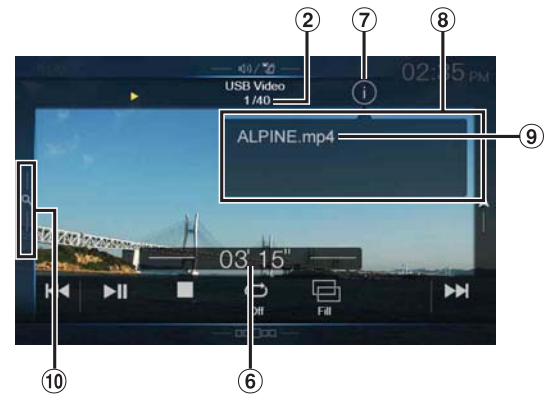 ② ⑦ ⑧
02:35 PM
USB Video
1/40
i
ALPINE.mp4 ⑨
03' 15"
Off Fill
⑩ ⑥